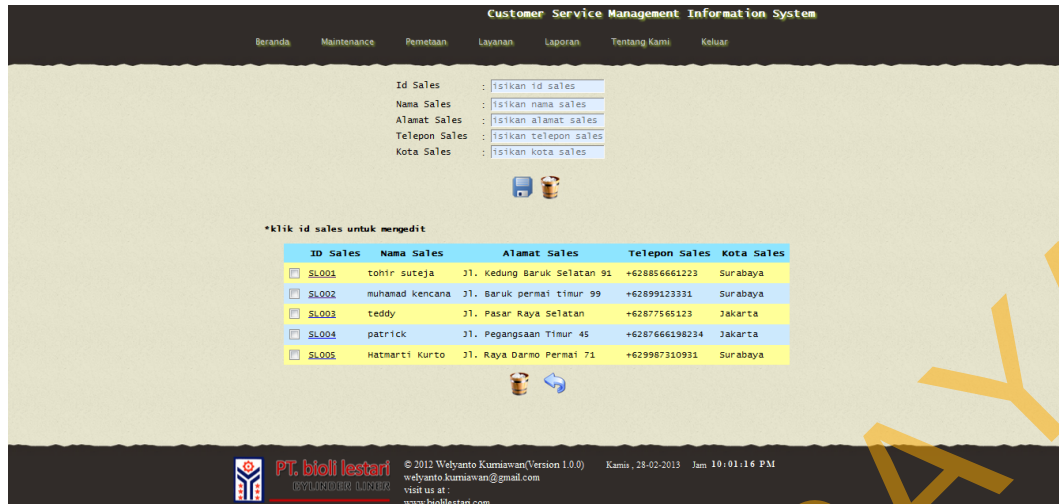 Customer Service Management Information System
Beranda Maintenance Pemetaan Layanan Laporan Tentang Kami Keluar
Id Sales : isikan id sales
Nama Sales : isikan nama sales
Alamat Sales : isikan alamat sales
Telepon Sales : isikan telepon sales
Kota Sales : isikan kota sales
*klik id sales untuk mengedit
ID Sales Nama Sales Alamat Sales Telepon Sales Kota Sales
SL001 tohir suteja Jl. Kedung Baruk Selatan 91 +628856661223 Surabaya
SL002 muhamad kencana Jl. Baruk permai timur 99 +62899123331 Surabaya
SL003 teddy Jl. Pasar Raya Selatan +62877565123 Jakarta
SL004 patrick Jl. Pegangsaan Timur 45 +6287666198234 Jakarta
SL005 Hatmarti Kurto Jl. Raya Darmo Permai 71 +629987310931 Surabaya
PT. bioli lestari
BYLINDER LINER
© 2012 Welyanto Kurniawan(Version 1.0.0) Kamis , 28-02-2013 Jam 10:01:16 PM
welyanto.kurniawan@gmail.com
visit us at :
www.biolilestari.com
AY